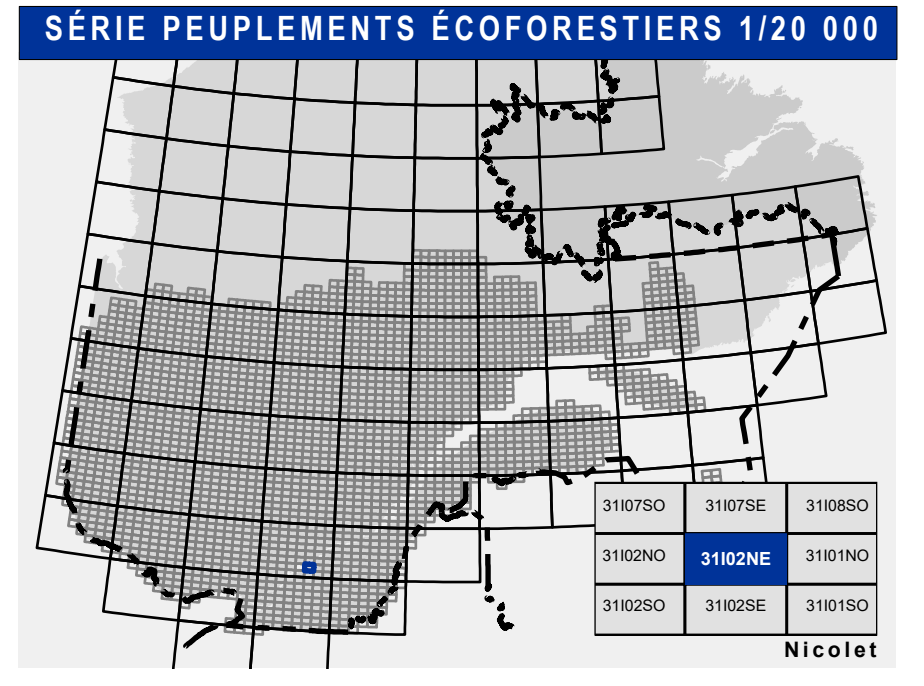 SÉRIE PEUPLEMENTS ÉCOFORESTIERS 1/20 000
31I07SO 31I07SE 31I08SO
31I02NO 31I02NE 31I01NO
31I02SO 31I02SE 31I01SO
Nicolet